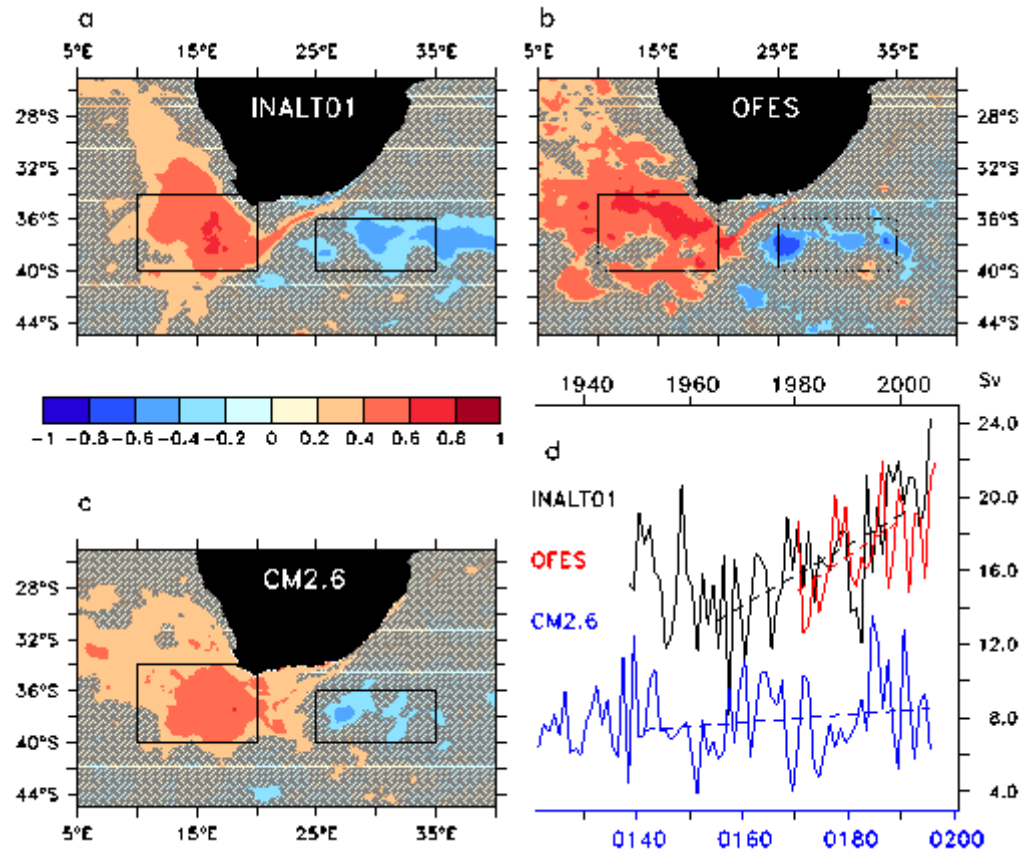 a
5°E 15°E 25°E 35°E
INALT01
28°S
32°S
36°S
40°S
44°S
b
5°E 15°E 25°E 35°E
OFES
28°S
32°S
36°S
40°S
44°S
-1 -0.8 -0.6 -0.4 -0.2 0 0.2 0.4 0.6 0.8 1
c
CM2.6
28°S
32°S
36°S
40°S
44°S
5°E 15°E 25°E 35°E
1940 1960 1980 2000 Sv
d
INALT01
OFES
CM2.6
24.0
20.0
16.0
12.0
8.0
4.0
0140 0160 0180 0200